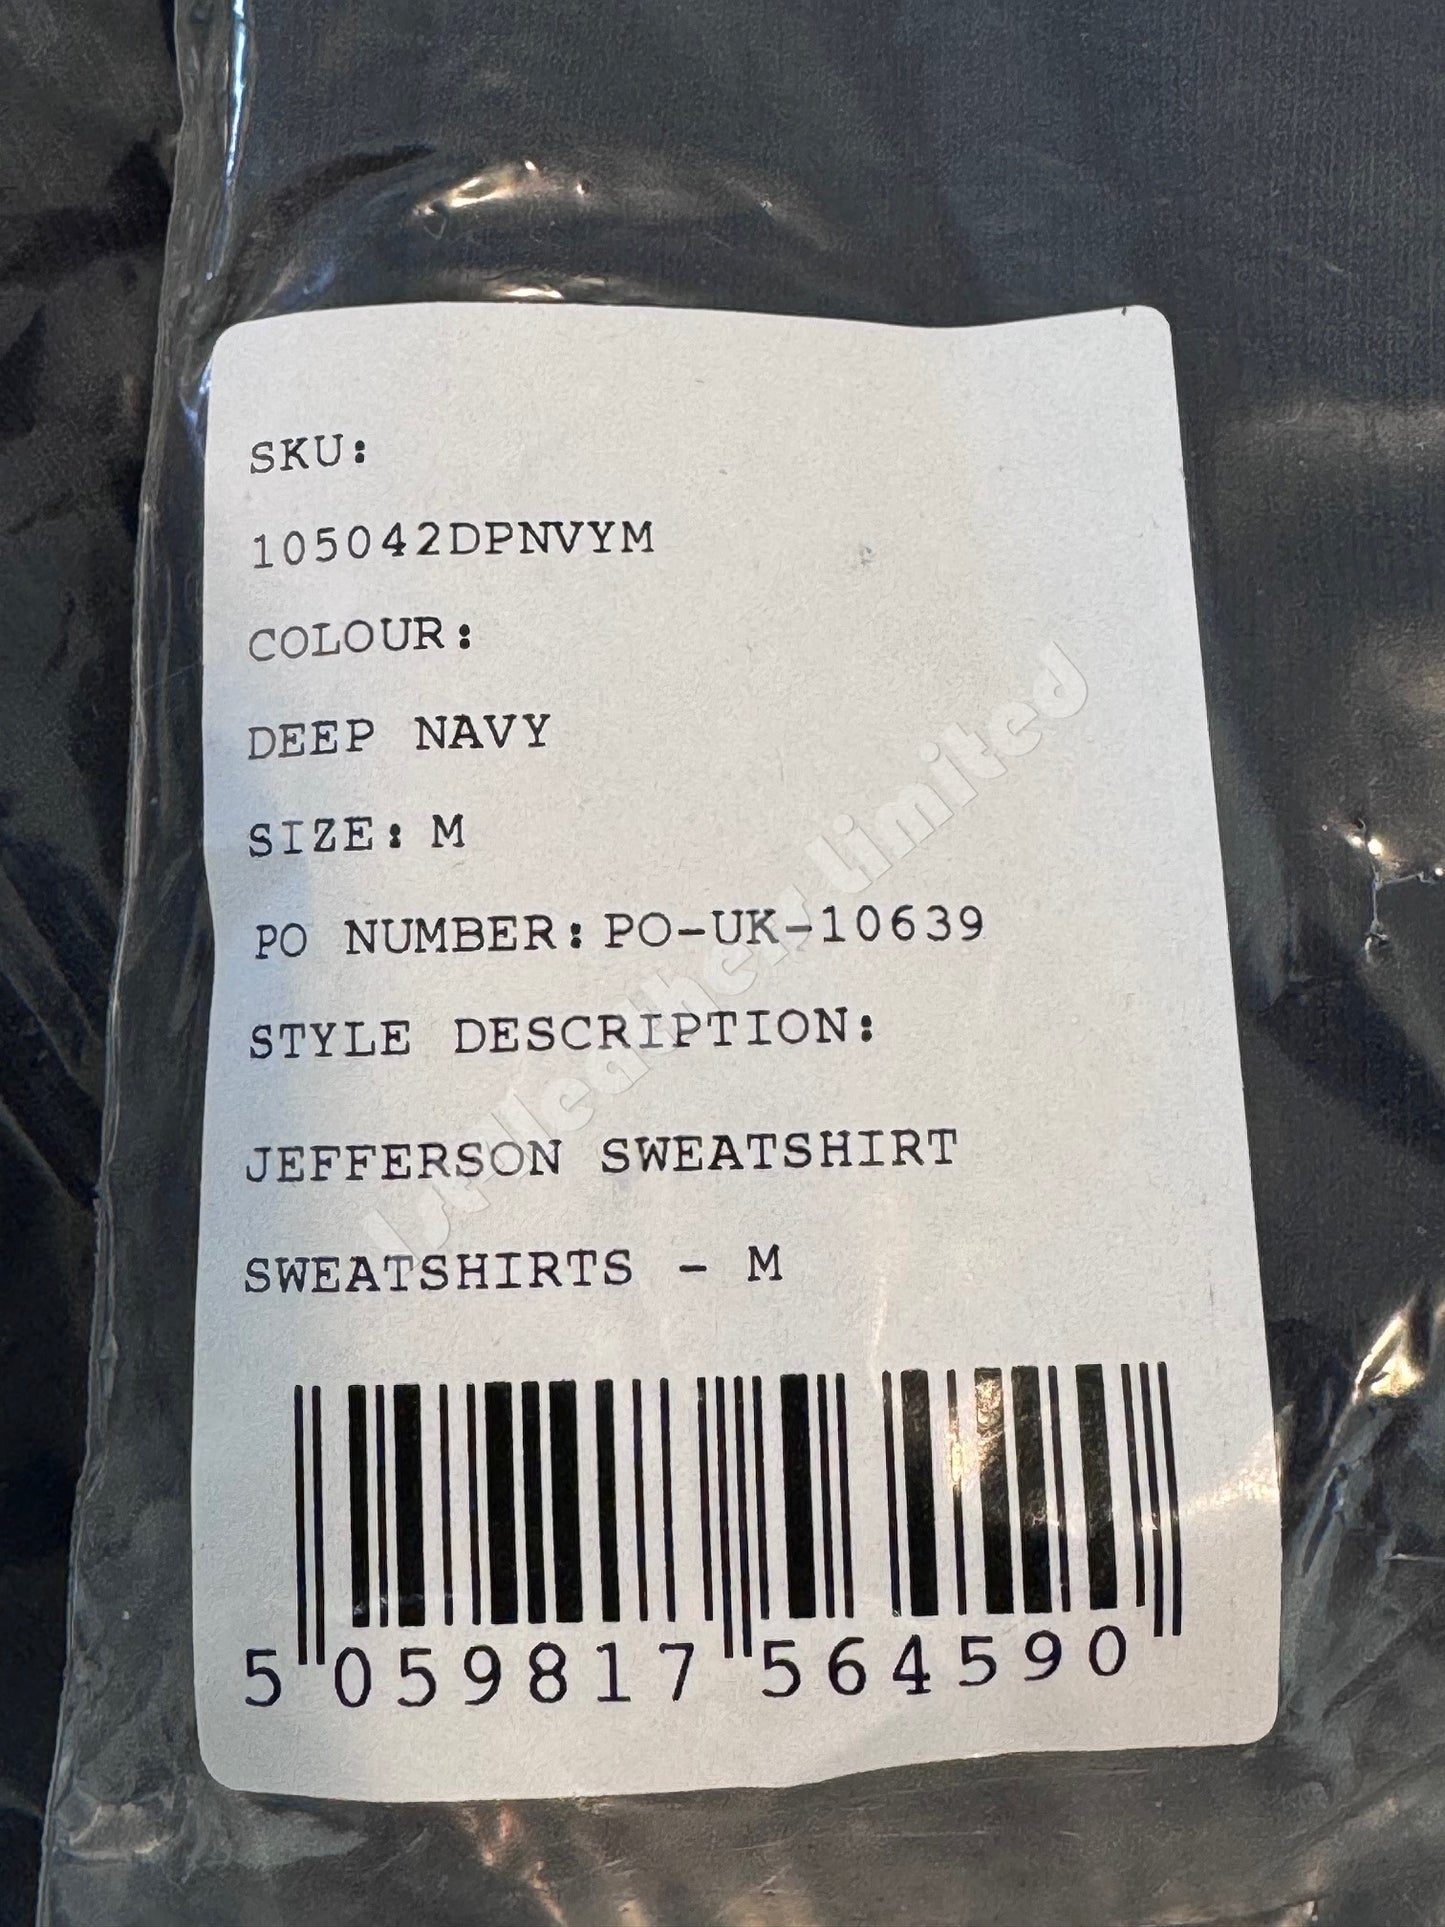 SKU:
105042DPNVYM
COLOUR:
DEEP NAVY
SIZE: M
PO NUMBER: PO-UK-10639
STYLE DESCRIPTION:
JEFFERSON SWEATSHIRT
SWEATSHIRTS - M
5 059817 564590
limited